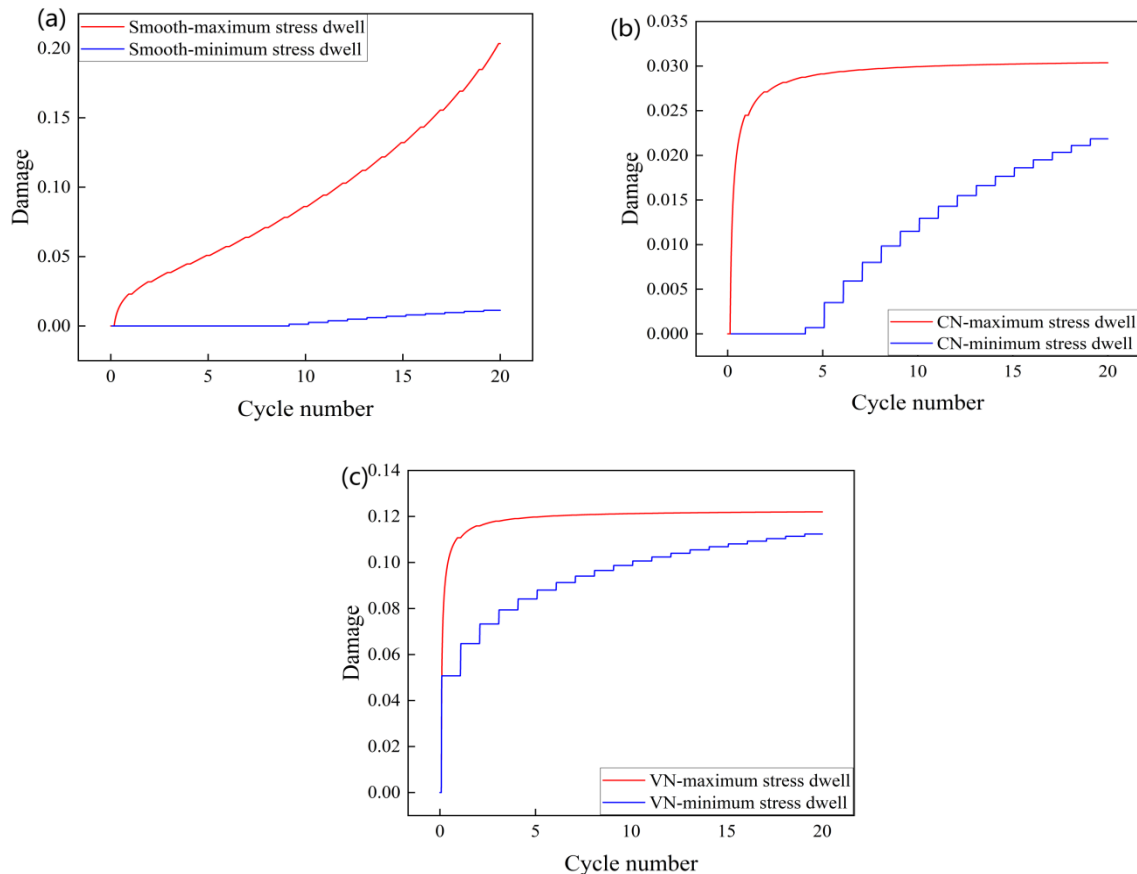 (a)
Smooth-maximum stress dwell
Smooth-minimum stress dwell
0.20
0.15
0.10
0.05
0.00
Damage
0
5
10
15
20
Cycle number
(b)
0.035
0.030
0.025
0.020
0.015
0.010
0.005
0.000
Damage
CN-maximum stress dwell
CN-minimum stress dwell
0
5
10
15
20
Cycle number
(c)
0.14
0.12
0.10
0.08
0.06
0.04
0.02
0.00
Damage
VN-maximum stress dwell
VN-minimum stress dwell
0
5
10
15
20
Cycle number